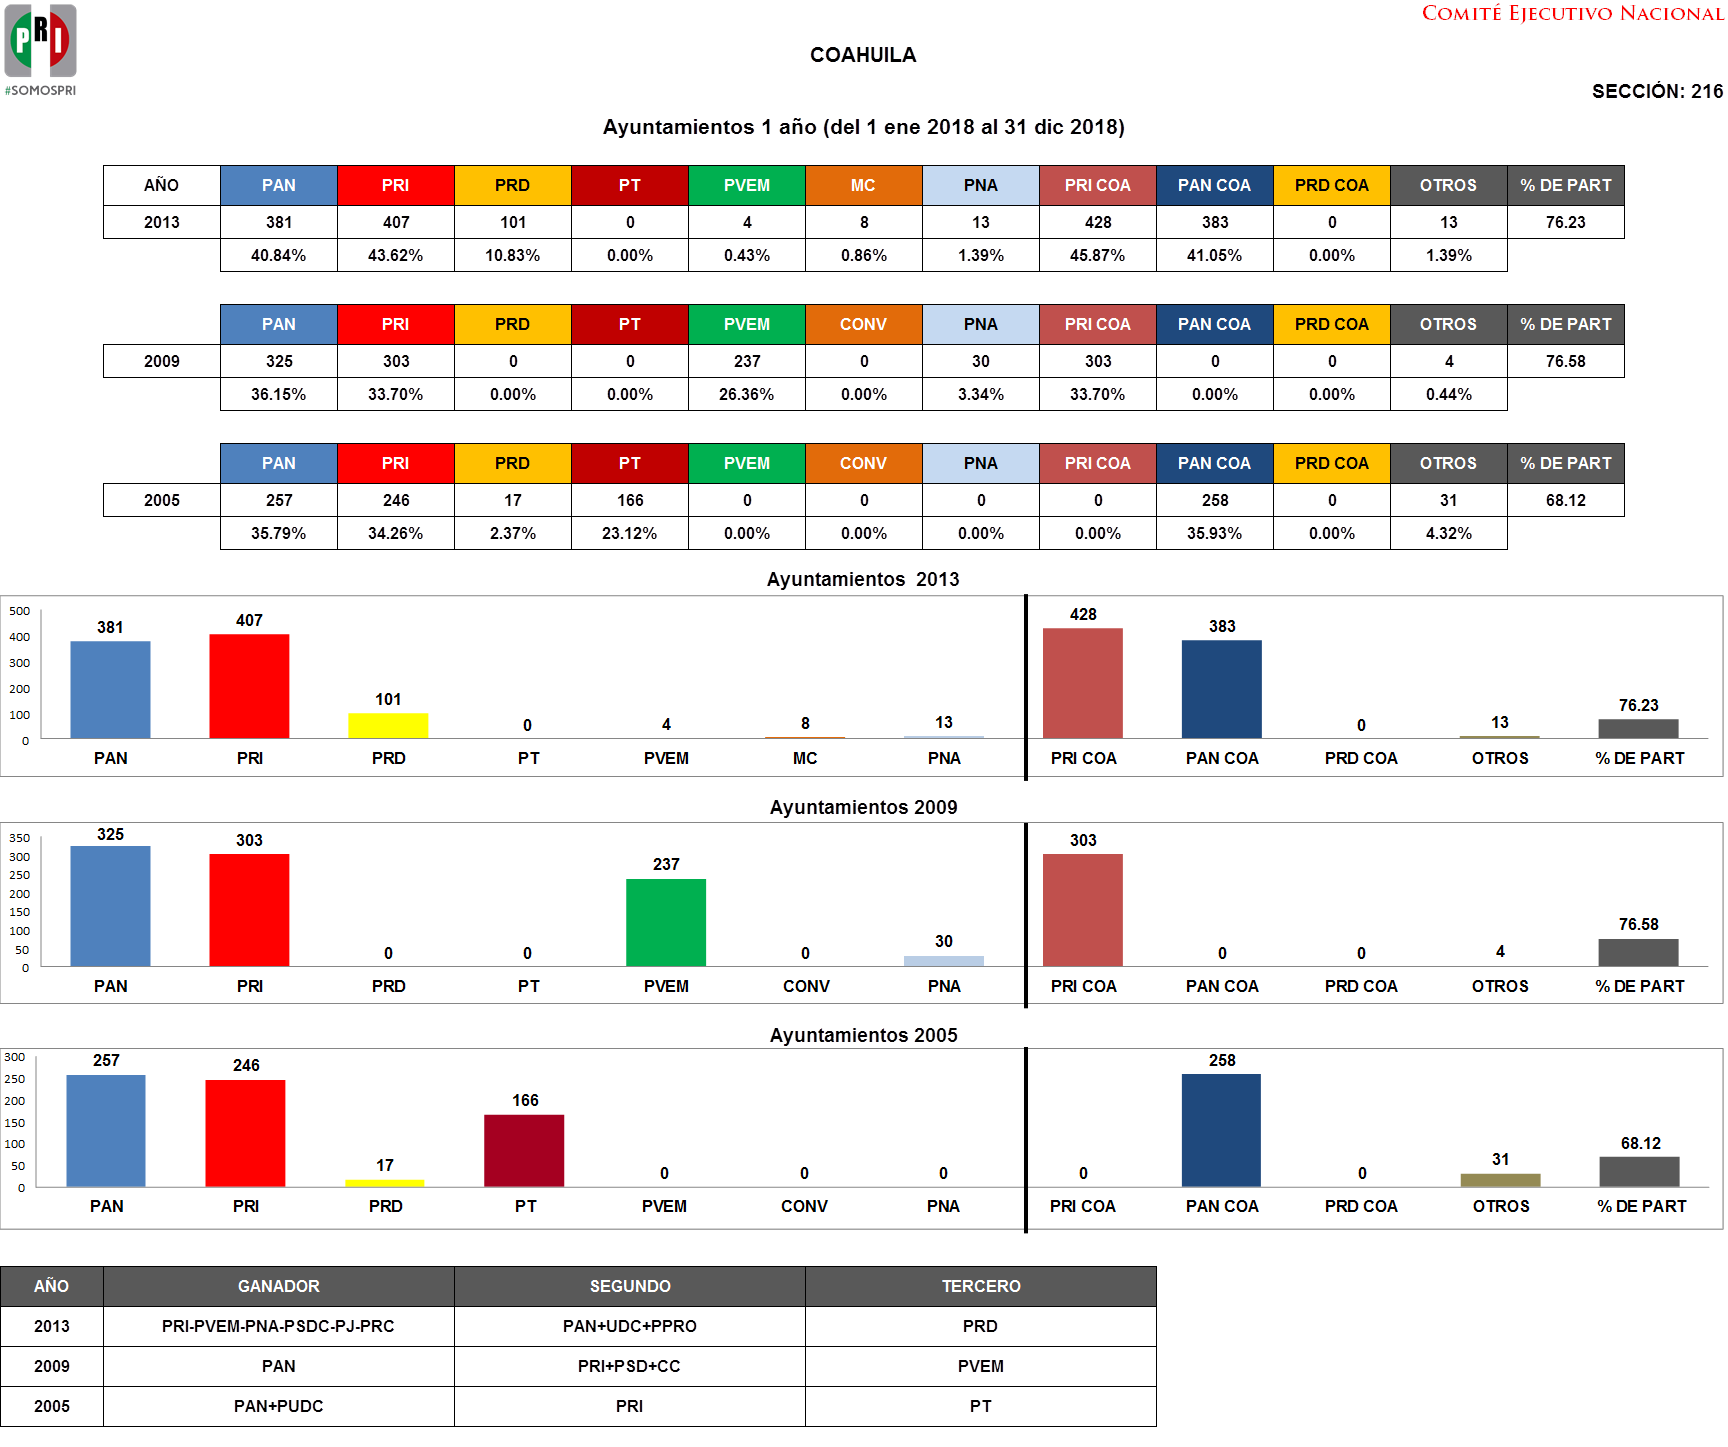 COMITÉ EJECUTIVO NACIONAL
PRI
#SOMOSPRI
COAHUILA
SECCIÓN: 216
Ayuntamientos 1 año (del 1 ene 2018 al 31 dic 2018)
AÑO PAN PRI PRD PT PVEM MC PNA PRI COA PAN COA PRD COA OTROS % DE PART
2013 381 407 101 0 4 8 13 428 383 0 13 76.23
40.84% 43.62% 10.83% 0.00% 0.43% 0.86% 1.39% 45.87% 41.05% 0.00% 1.39%
PAN PRI PRD PT PVEM CONV PNA PRI COA PAN COA PRD COA OTROS % DE PART
2009 325 303 0 0 237 0 30 303 0 0 4 76.58
36.15% 33.70% 0.00% 0.00% 26.36% 0.00% 3.34% 33.70% 0.00% 0.00% 0.44%
PAN PRI PRD PT PVEM CONV PNA PRI COA PAN COA PRD COA OTROS % DE PART
2005 257 246 17 166 0 0 0 0 258 0 31 68.12
35.79% 34.26% 2.37% 23.12% 0.00% 0.00% 0.00% 0.00% 35.93% 0.00% 4.32%
Ayuntamientos 2013
500
400
300
200
100
0
381 407 101 0 4 8 13 428 383 0 13 76.23
PAN PRI PRD PT PVEM MC PNA PRI COA PAN COA PRD COA OTROS % DE PART
Ayuntamientos 2009
350
300
250
200
150
100
50
0
325 303 0 0 237 0 30 303 0 0 4 76.58
PAN PRI PRD PT PVEM CONV PNA PRI COA PAN COA PRD COA OTROS % DE PART
Ayuntamientos 2005
300
250
200
150
100
50
0
257 246 17 166 0 0 0 0 258 0 31 68.12
PAN PRI PRD PT PVEM CONV PNA PRI COA PAN COA PRD COA OTROS % DE PART
AÑO GANADOR SEGUNDO TERCERO
2013 PRI-PVEM-PNA-PSDC-PJ-PRC PAN+UDC+PPRO PRD
2009 PAN PRI+PSD+CC PVEM
2005 PAN+PUDC PRI PT